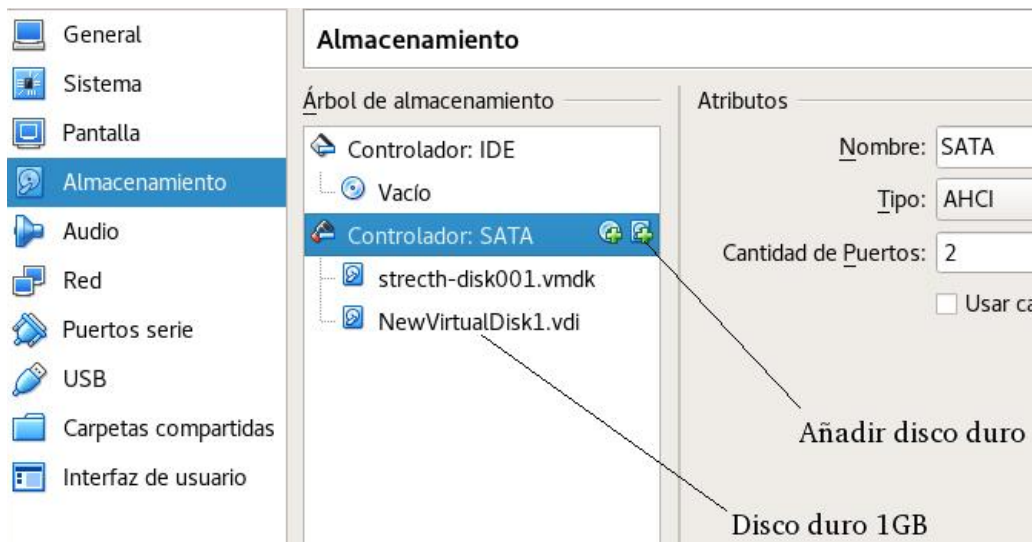 General
Sistema
Pantalla
Almacenamiento
Audio
Red
Puertos serie
USB
Carpetas compartidas
Interfaz de usuario
Almacenamiento
Árbol de almacenamiento
Controlador: IDE
Vacío
Controlador: SATA
strecth-disk001.vmdk
NewVirtualDisk1.vdi
Atributos
Nombre: SATA
Tipo: AHCI
Cantidad de Puertos: 2
Usar ca
Añadir disco duro
Disco duro 1GB